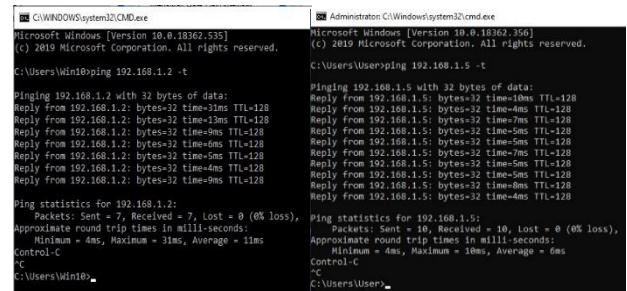 C:\WINDOWS\system32\CMD.exe
Microsoft Windows [Version 10.0.18362.535]
(c) 2019 Microsoft Corporation. All rights reserved.
C:\Users\Win10>ping 192.168.1.2 -t
Pinging 192.168.1.2 with 32 bytes of data:
Reply from 192.168.1.2: bytes=32 time=31ms TTL=128
Reply from 192.168.1.2: bytes=32 time=13ms TTL=128
Reply from 192.168.1.2: bytes=32 time=9ms TTL=128
Reply from 192.168.1.2: bytes=32 time=6ms TTL=128
Reply from 192.168.1.2: bytes=32 time=5ms TTL=128
Reply from 192.168.1.2: bytes=32 time=4ms TTL=128
Reply from 192.168.1.2: bytes=32 time=9ms TTL=128
Ping statistics for 192.168.1.2:
Packets: Sent = 7, Received = 7, Lost = 0 (0% loss),
Approximate round trip times in milli-seconds:
Minimum = 4ms, Maximum = 31ms, Average = 11ms
Control-C
^C
C:\Users\Win10>
Administrator: C:\Windows\system32\cmd.exe
Microsoft Windows [Version 10.0.18362.356]
(c) 2019 Microsoft Corporation. All rights reserved.
C:\Users\User>ping 192.168.1.5 -t
Pinging 192.168.1.5 with 32 bytes of data:
Reply from 192.168.1.5: bytes=32 time=10ms TTL=128
Reply from 192.168.1.5: bytes=32 time=4ms TTL=128
Reply from 192.168.1.5: bytes=32 time=7ms TTL=128
Reply from 192.168.1.5: bytes=32 time=5ms TTL=128
Reply from 192.168.1.5: bytes=32 time=5ms TTL=128
Reply from 192.168.1.5: bytes=32 time=7ms TTL=128
Reply from 192.168.1.5: bytes=32 time=5ms TTL=128
Reply from 192.168.1.5: bytes=32 time=5ms TTL=128
Reply from 192.168.1.5: bytes=32 time=8ms TTL=128
Reply from 192.168.1.5: bytes=32 time=4ms TTL=128
Ping statistics for 192.168.1.5:
Packets: Sent = 10, Received = 10, Lost = 0 (0% loss),
Approximate round trip times in milli-seconds:
Minimum = 4ms, Maximum = 10ms, Average = 6ms
Control-C
^C
C:\Users\User>